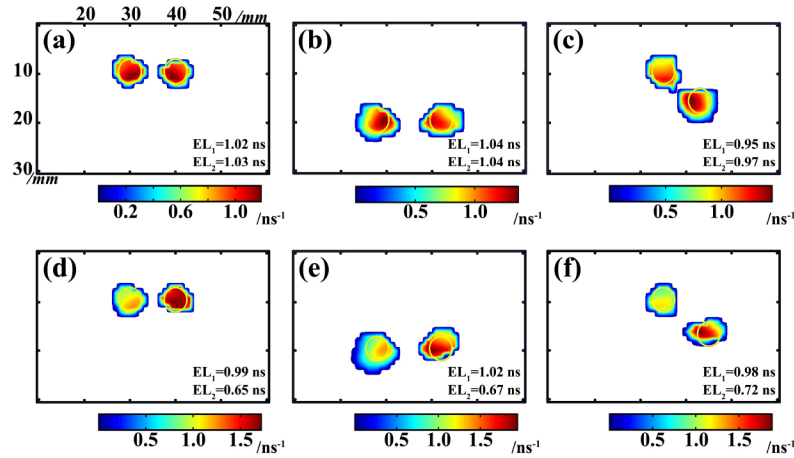 20 30 40 50 /mm
(a) (b) (c)
10
20
30
/mm
EL1=1.02 ns
EL2=1.03 ns
EL1=1.04 ns
EL2=1.04 ns
EL1=0.95 ns
EL2=0.97 ns
0.2 0.6 1.0 /ns-1
0.5 1.0 /ns-1
0.5 1.0 /ns-1
(d) (e) (f)
EL1=0.99 ns
EL2=0.65 ns
EL1=1.02 ns
EL2=0.67 ns
EL1=0.98 ns
EL2=0.72 ns
0.5 1.0 1.5 /ns-1
0.5 1.0 1.5 /ns-1
0.5 1.0 1.5 /ns-1